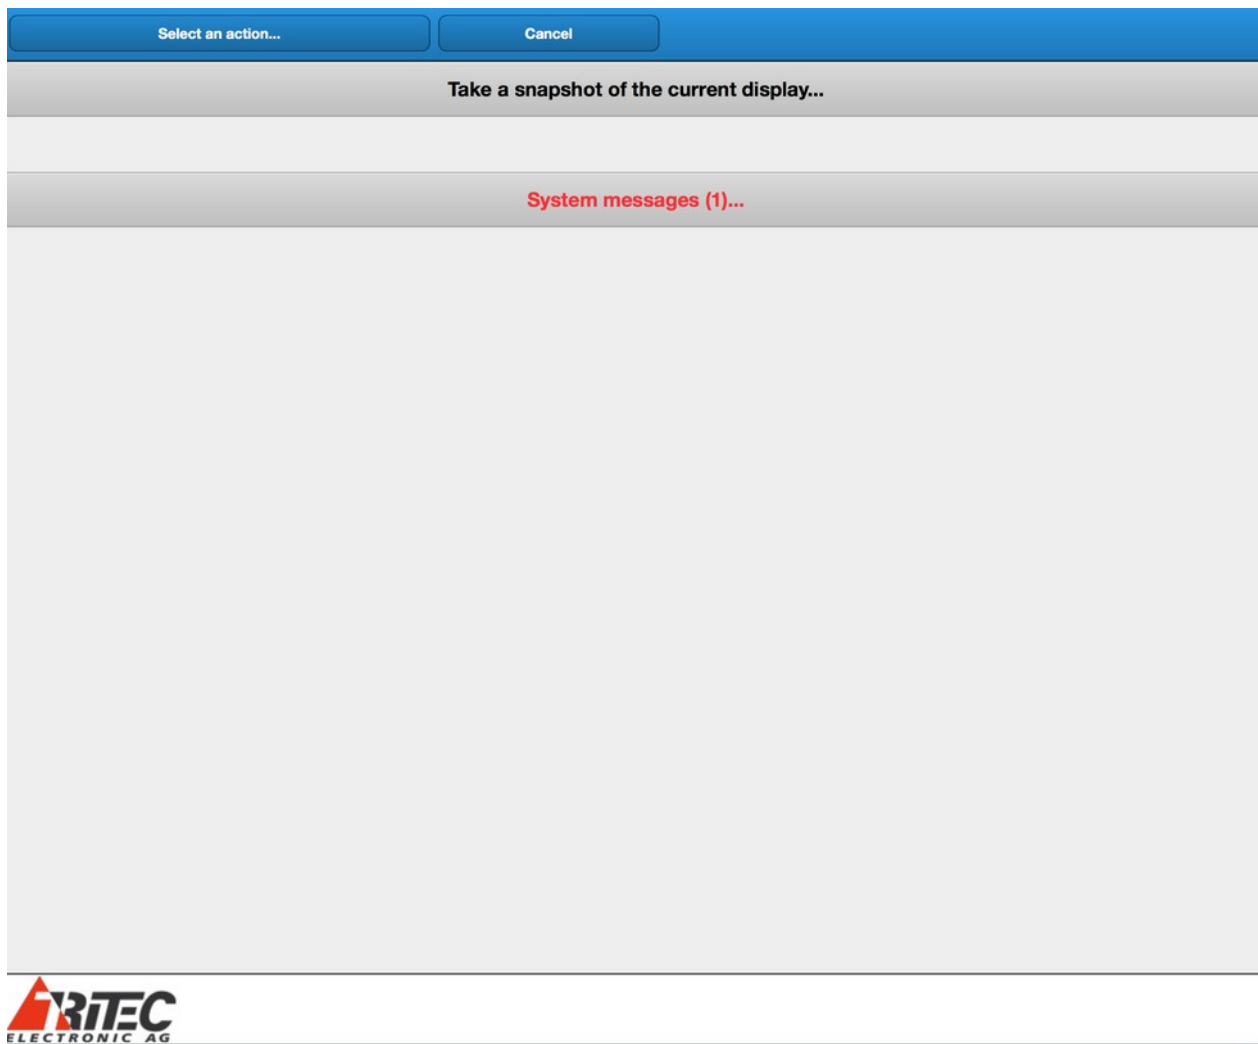 Select an action...
Cancel
Take a snapshot of the current display...
System messages (1)...
TRiTEC
ELECTRONIC AG